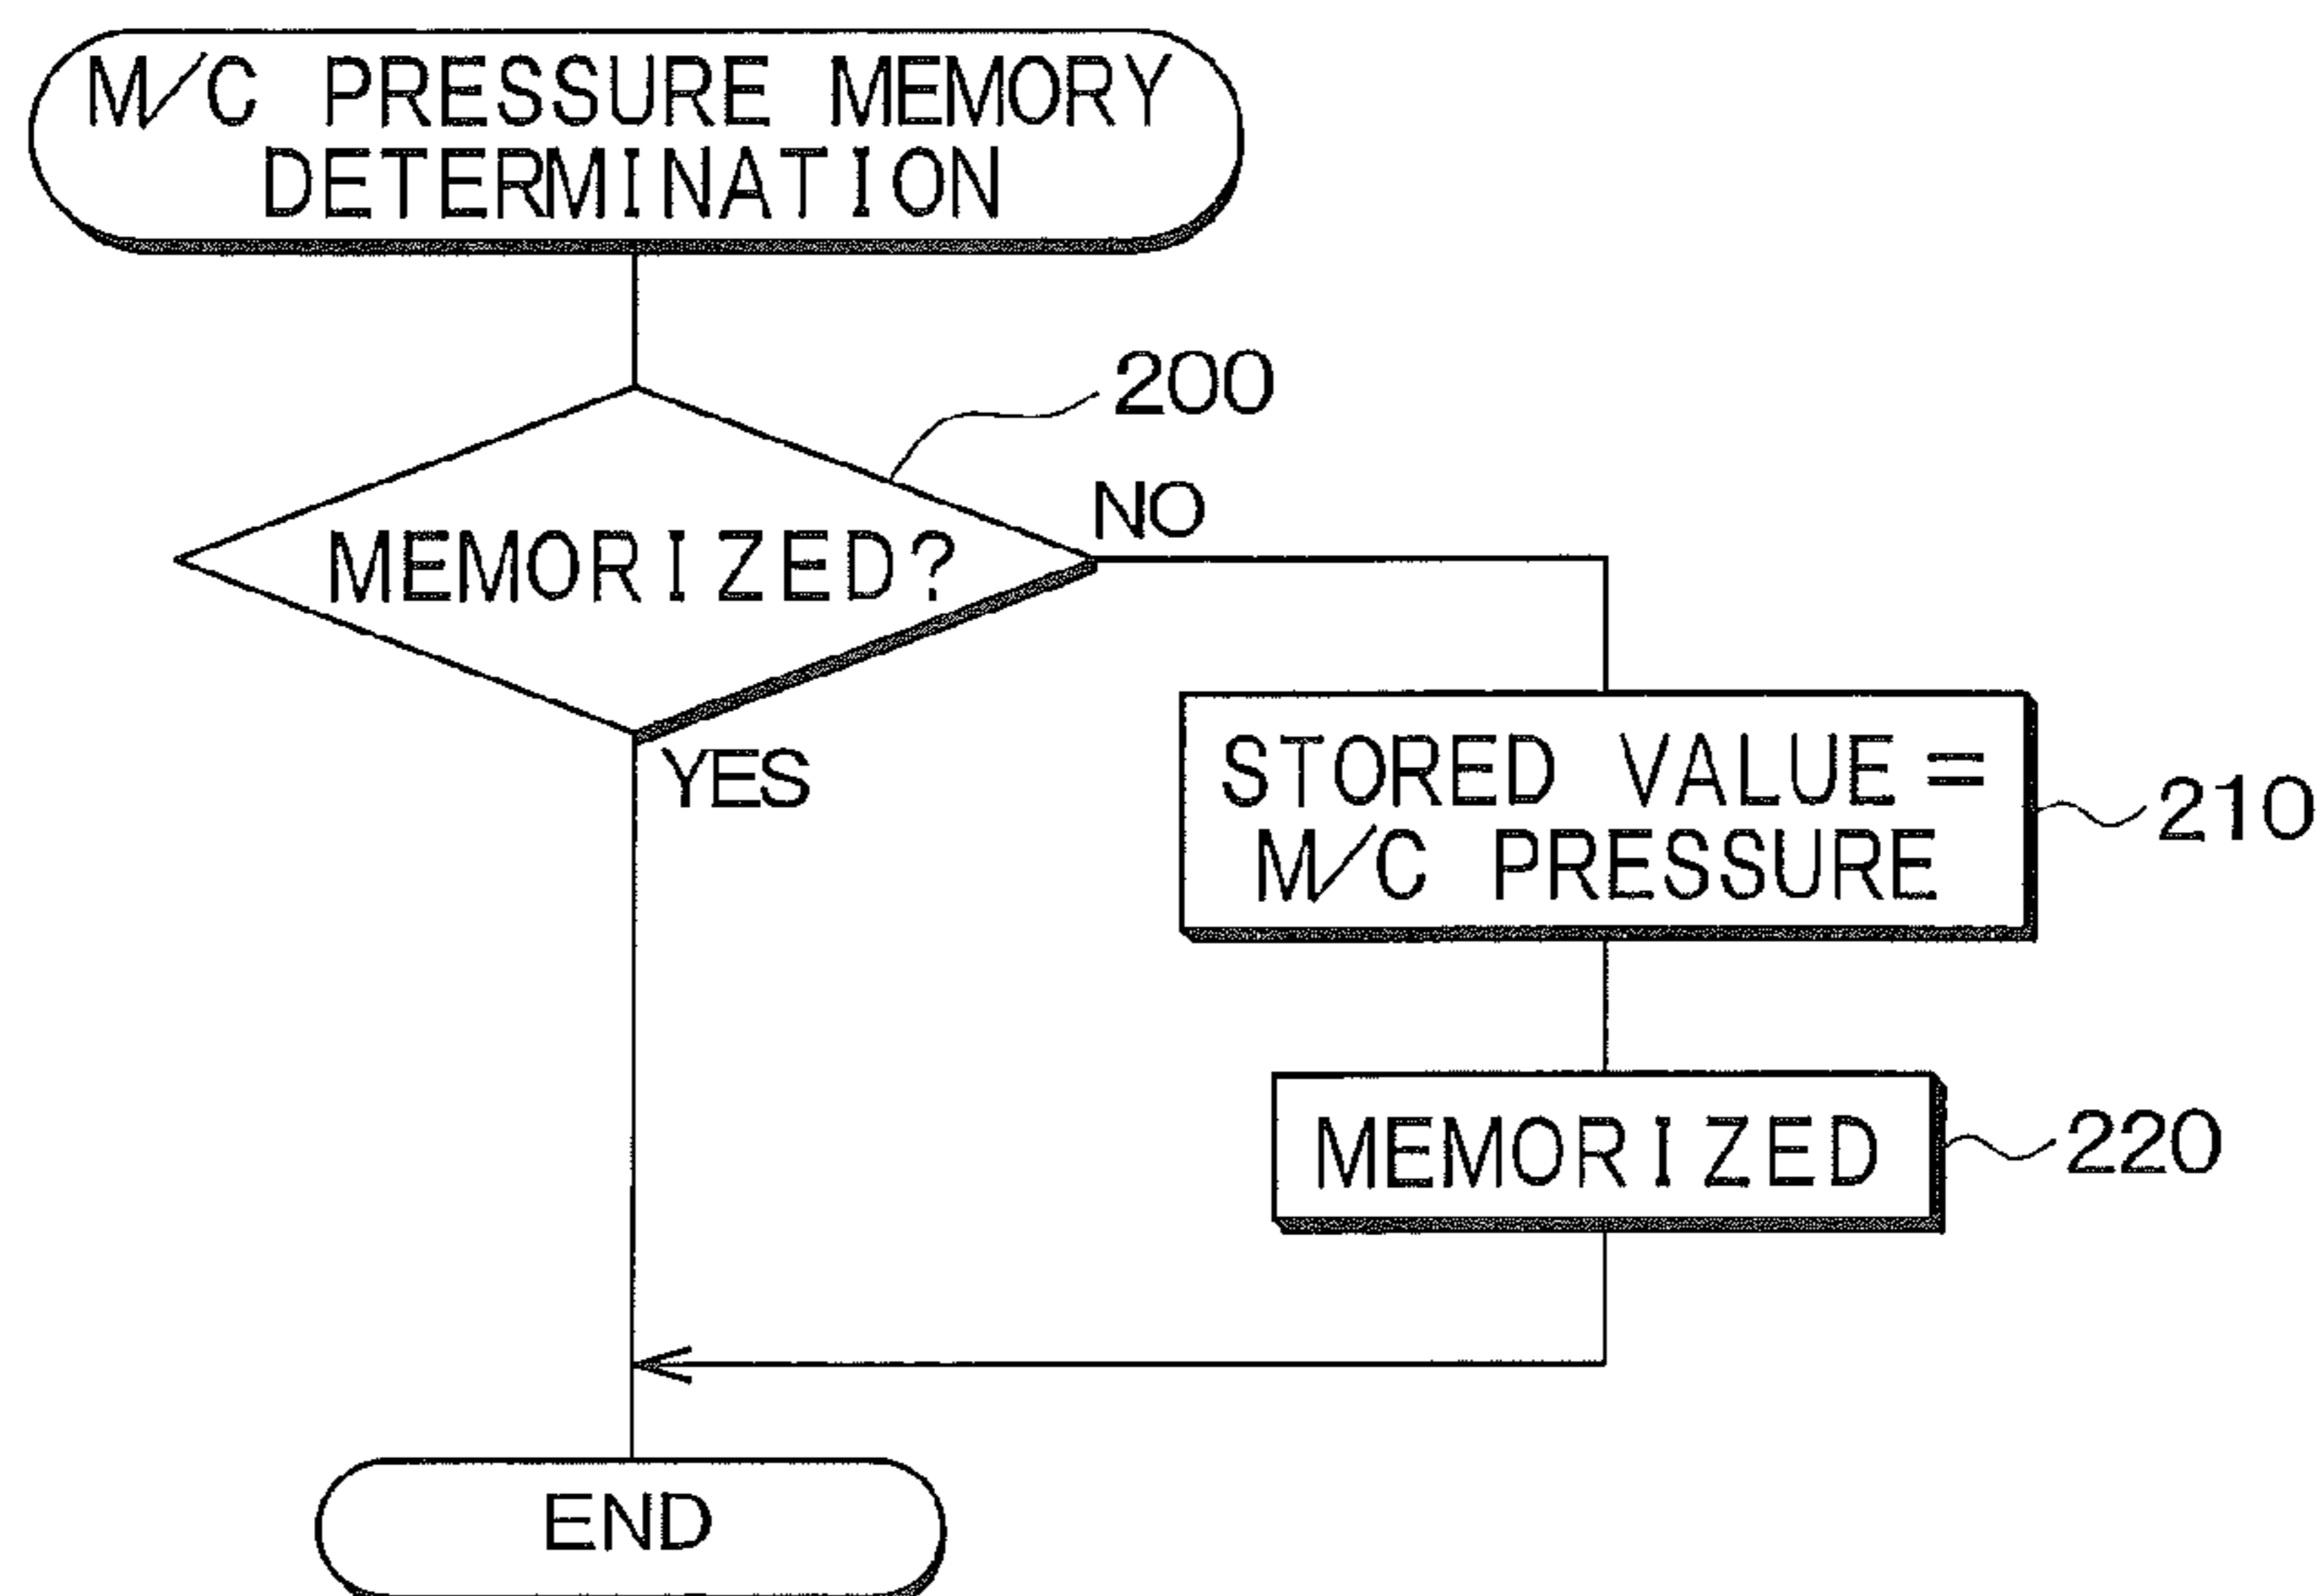 M/C PRESSURE MEMORY
DETERMINATION
200
NO
MEMORIZED?
YES
STORED VALUE =
M/C PRESSURE
210
MEMORIZED
220
END